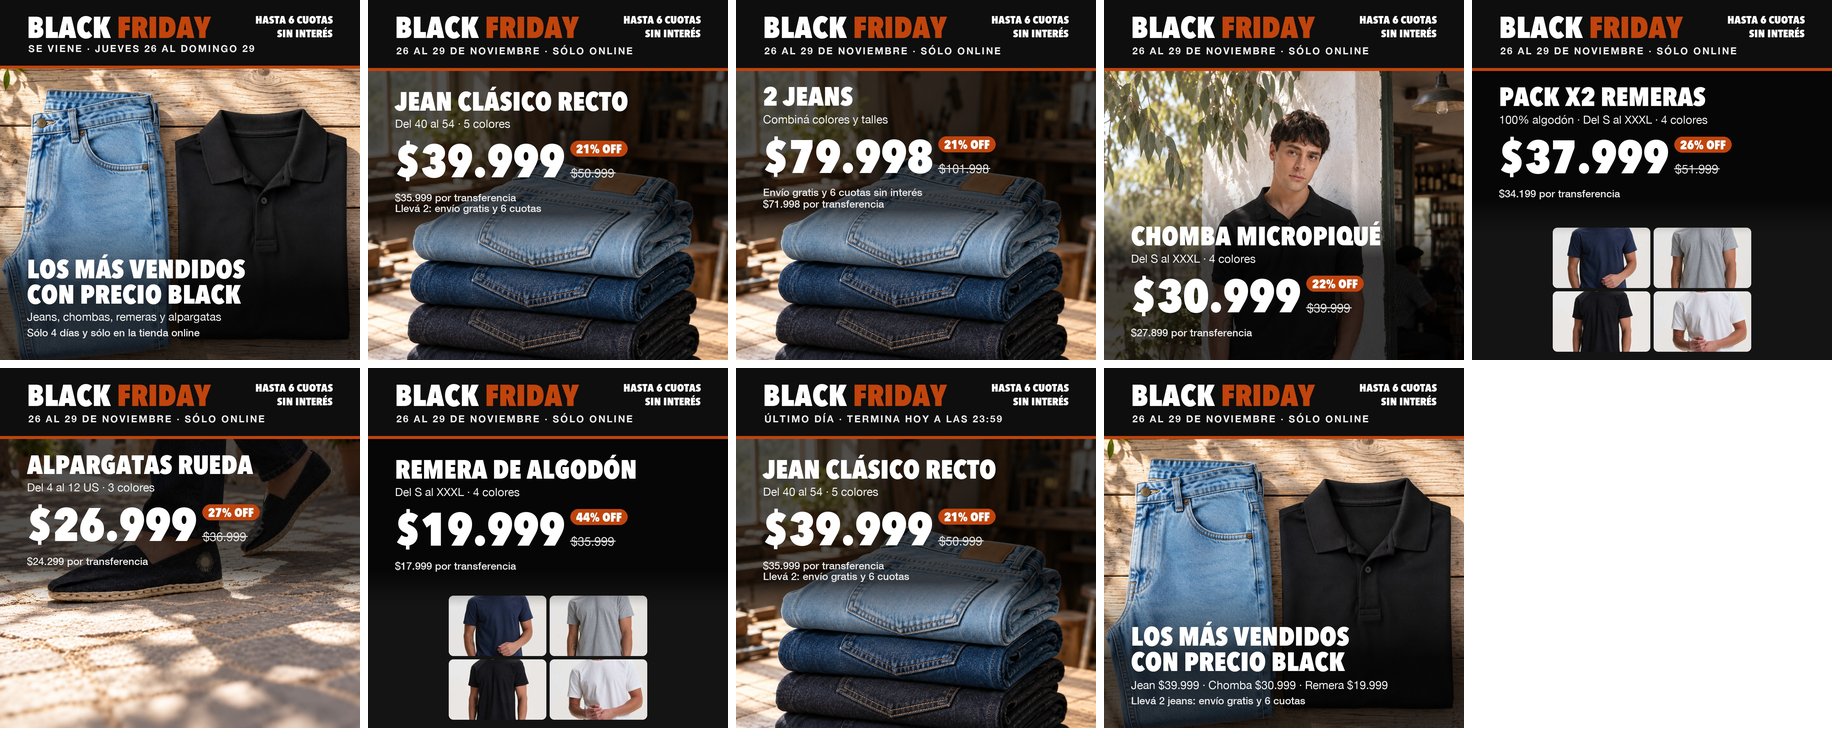 BLACK FRIDAY
HASTA 6 CUOTAS
SIN INTERÉS
SE VIENE · JUEVES 26 AL DOMINGO 29
LOS MÁS VENDIDOS
CON PRECIO BLACK
Jeans, chombas, remeras y alpargatas
Sólo 4 días y sólo en la tienda online
BLACK FRIDAY
HASTA 6 CUOTAS
SIN INTERÉS
26 AL 29 DE NOVIEMBRE · SÓLO ONLINE
JEAN CLÁSICO RECTO
Del 40 al 54 · 5 colores
$39.999
21% OFF
$50.999
$35.999 por transferencia
Llevá 2: envío gratis y 6 cuotas
BLACK FRIDAY
HASTA 6 CUOTAS
SIN INTERÉS
26 AL 29 DE NOVIEMBRE · SÓLO ONLINE
2 JEANS
Combiná colores y talles
$79.998
21% OFF
$101.998
Envío gratis y 6 cuotas sin interés
$71.998 por transferencia
BLACK FRIDAY
HASTA 6 CUOTAS
SIN INTERÉS
26 AL 29 DE NOVIEMBRE · SÓLO ONLINE
CHOMBA MICROPIQUÉ
Del S al XXXL · 4 colores
$30.999
22% OFF
$39.999
$27.899 por transferencia
BLACK FRIDAY
HASTA 6 CUOTAS
SIN INTERÉS
26 AL 29 DE NOVIEMBRE · SÓLO ONLINE
PACK X2 REMERAS
100% algodón · Del S al XXXL · 4 colores
$37.999
26% OFF
$51.999
$34.199 por transferencia
BLACK FRIDAY
HASTA 6 CUOTAS
SIN INTERÉS
26 AL 29 DE NOVIEMBRE · SÓLO ONLINE
ALPARGATAS RUEDA
Del 4 al 12 US · 3 colores
$26.999
27% OFF
$36.999
$24.299 por transferencia
BLACK FRIDAY
HASTA 6 CUOTAS
SIN INTERÉS
26 AL 29 DE NOVIEMBRE · SÓLO ONLINE
REMERA DE ALGODÓN
Del S al XXXL · 4 colores
$19.999
44% OFF
$35.999
$17.999 por transferencia
BLACK FRIDAY
HASTA 6 CUOTAS
SIN INTERÉS
ÚLTIMO DÍA · TERMINA HOY A LAS 23:59
JEAN CLÁSICO RECTO
Del 40 al 54 · 5 colores
$39.999
21% OFF
$50.999
$35.999 por transferencia
Llevá 2: envío gratis y 6 cuotas
BLACK FRIDAY
HASTA 6 CUOTAS
SIN INTERÉS
26 AL 29 DE NOVIEMBRE · SÓLO ONLINE
LOS MÁS VENDIDOS
CON PRECIO BLACK
Jean $39.999 · Chomba $30.999 · Remera $19.999
Llevá 2 jeans: envío gratis y 6 cuotas